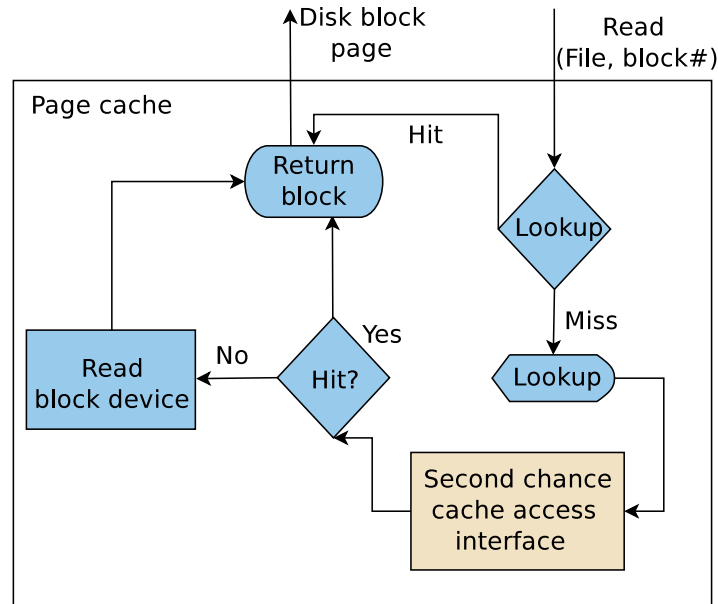 Disk block
page
Read
(File, block#)
Page cache
Hit
Return
block
Lookup
Miss
Yes
No
Read
block device
Hit?
Lookup
Second chance
cache access
interface